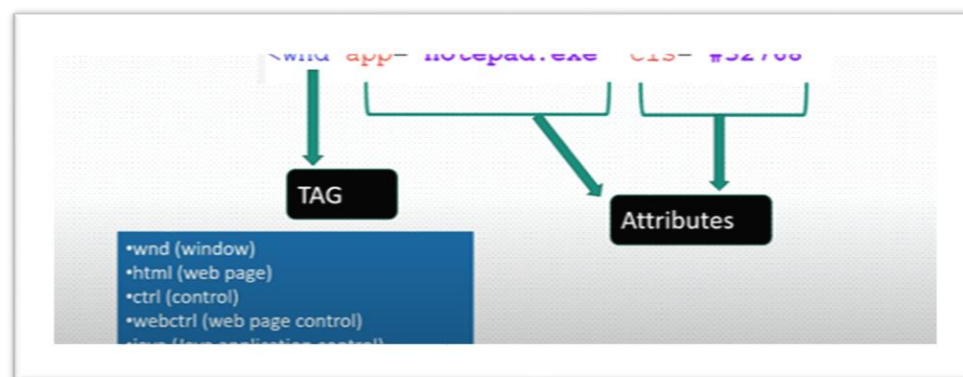 <wnd app= notepad.exe cls= #32768
TAG
Attributes
•wnd (window)
•html (web page)
•ctrl (control)
•webctrl (web page control)